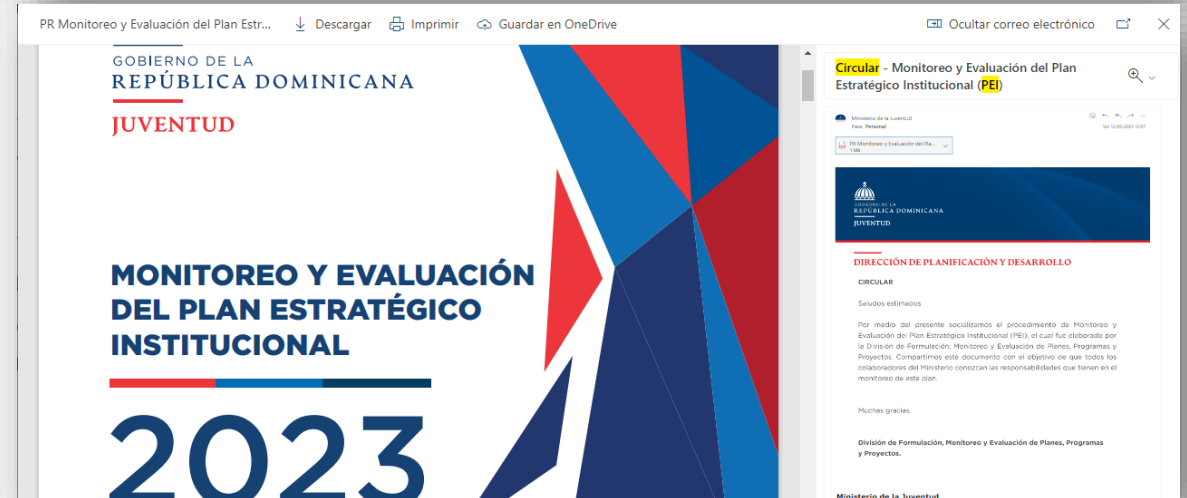 PR Monitoreo y Evaluación del Plan Estr...
Descargar
Imprimir
Guardar en OneDrive
Ocultar correo electrónico
GOBIERNO DE LA
REPÚBLICA DOMINICANA
JUVENTUD
MONITOREO Y EVALUACIÓN
DEL PLAN ESTRATÉGICO
INSTITUCIONAL
2023
Circular - Monitoreo y Evaluación del Plan
Estratégico Institucional (PEI)
Ministerio de la Juventud
Para: Personal
PR Monitoreo y Evaluación del Pla...
1 MB
GOBIERNO DE LA
REPÚBLICA DOMINICANA
JUVENTUD
DIRECCIÓN DE PLANIFICACIÓN Y DESARROLLO
CIRCULAR
Saludos estimados
Por medio del presente socializamos el procedimiento de Monitoreo y
Evaluación del Plan Estratégico Institucional (PEI), el cual fue elaborado por
la División de Formulación, Monitoreo y Evaluación de Planes, Programas y
Proyectos. Compartimos este documento con el objetivo de que todos los
colaboradores del Ministerio conozcan las responsabilidades que tienen en el
monitoreo de este plan.
Muchas gracias.
División de Formulación, Monitoreo y Evaluación de Planes, Programas
y Proyectos.
Ministerio de la Juventud